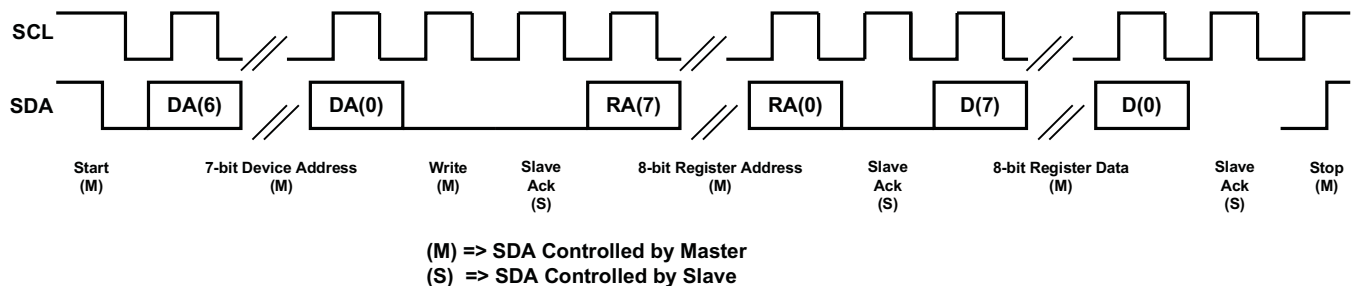 SCL
SDA DA(6) DA(0) RA(7) RA(0) D(7) D(0)
Start 7-bit Device Address Write Slave 8-bit Register Address Slave 8-bit Register Data Slave Stop
(M) (M) (M) Ack (M) Ack (M) Ack (M)
(S) (S) (S)
(M) => SDA Controlled by Master
(S) => SDA Controlled by Slave